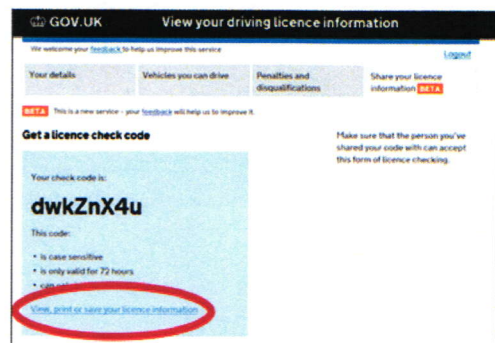 GOV.UK View your driving licence information
We welcome your feedback to help us improve this service
Logout
Your details
Vehicles you can drive
Penalties and
disqualifications
Share your licence
information BETA
BETA This is a new service - your feedback will help us to improve it.
Get a licence check code
Your check code is:
dwkZnX4u
This code:
• is case sensitive
• is only valid for 72 hours
• can
View, print or save your licence information
Make sure that the person you've
shared your code with can accept
this form of licence checking.